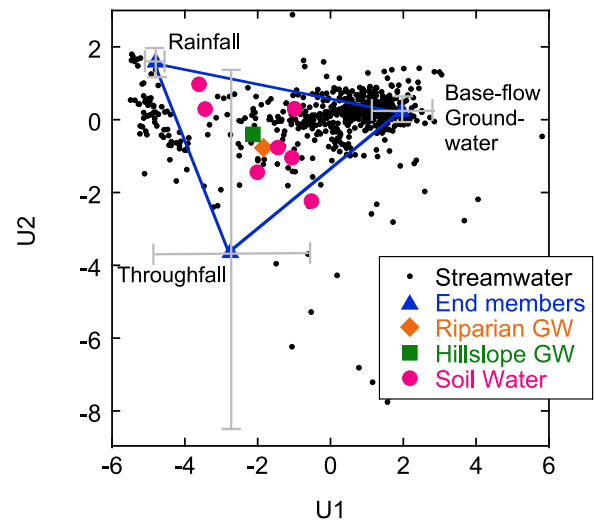 2
0
-2
-4
-6
-8
U2
Rainfall
Base-flow
Ground-
water
Throughfall
Streamwater
End members
Riparian GW
Hillslope GW
Soil Water
-6
-4
-2
0
2
4
6
U1